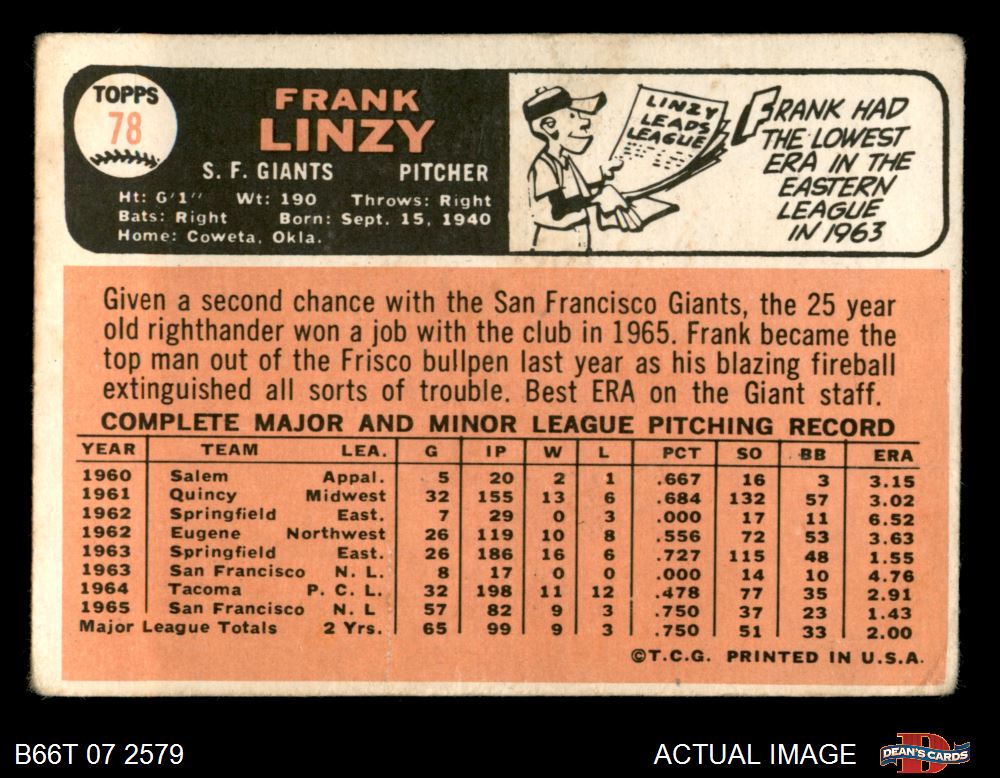 TOPPS
78
FRANK
LINZY
S. F. GIANTS PITCHER
Ht: 6'1" Wt: 190 Throws: Right
Bats: Right Born: Sept. 15, 1940
Home: Coweta, Okla.
LINZY
LEADS
LEAGUE
FRANK HAD
THE LOWEST
ERA IN THE
EASTERN
LEAGUE
IN 1963
Given a second chance with the San Francisco Giants, the 25 year
old righthander won a job with the club in 1965. Frank became the
top man out of the Frisco bullpen last year as his blazing fireball
extinguished all sorts of trouble. Best ERA on the Giant staff.
COMPLETE MAJOR AND MINOR LEAGUE PITCHING RECORD
YEAR TEAM LEA. G IP W L PCT SO BB ERA
1960 Salem Appal. 5 20 2 1 .667 16 3 3.15
1961 Quincy Midwest 32 155 13 6 .684 132 57 3.02
1962 Springfield East. 7 29 0 3 .000 17 11 6.52
1962 Eugene Northwest 26 119 10 8 .556 72 53 3.63
1963 Springfield East. 26 186 16 6 .727 115 48 1.55
1963 San Francisco N. L. 8 17 0 0 .000 14 10 4.76
1964 Tacoma P. C. L. 32 198 11 12 .478 77 35 2.91
1965 San Francisco N. L 57 82 9 3 .750 37 23 1.43
Major League Totals 2 Yrs. 65 99 9 3 .750 51 33 2.00
©T.C.G. PRINTED IN U.S.A.
B66T 07 2579 ACTUAL IMAGE DEAN'S CARDS